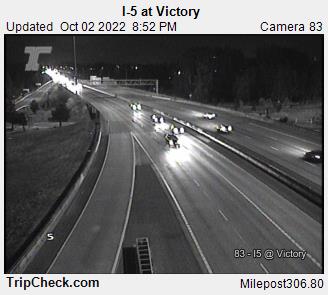 I-5 at Victory
Updated Oct 02 2022 8:52 PM Camera 83
S
83 - I5 @ Victory
TripCheck.com Milepost306.80